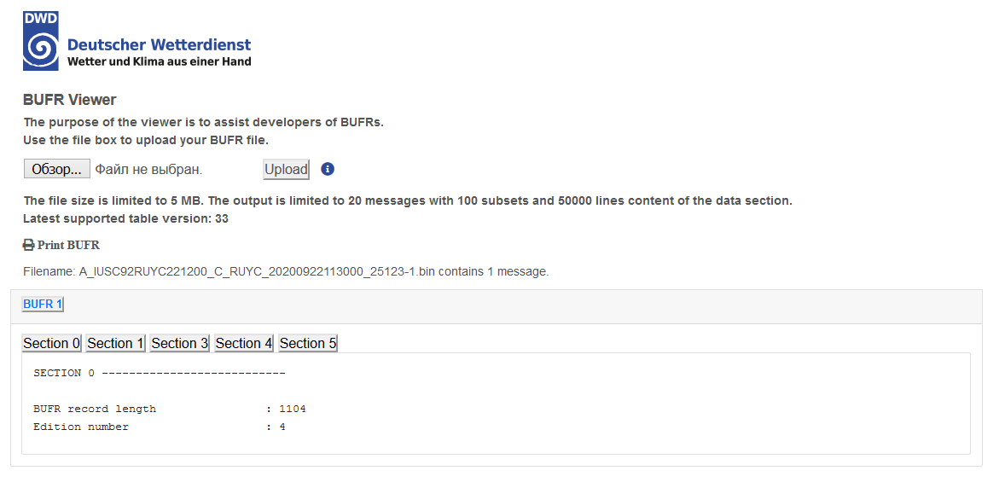 DWD
Deutscher Wetterdienst
Wetter und Klima aus einer Hand
BUFR Viewer
The purpose of the viewer is to assist developers of BUFRs.
Use the file box to upload your BUFR file.
Обзор... Файл не выбран. Upload i
The file size is limited to 5 MB. The output is limited to 20 messages with 100 subsets and 50000 lines content of the data section.
Latest supported table version: 33
Print BUFR
Filename: A_IUSC92RUYC221200_C_RUYC_20200922113000_25123-1.bin contains 1 message.
BUFR 1
Section 0 Section 1 Section 3 Section 4 Section 5
SECTION 0 ---------------------------
BUFR record length : 1104
Edition number : 4